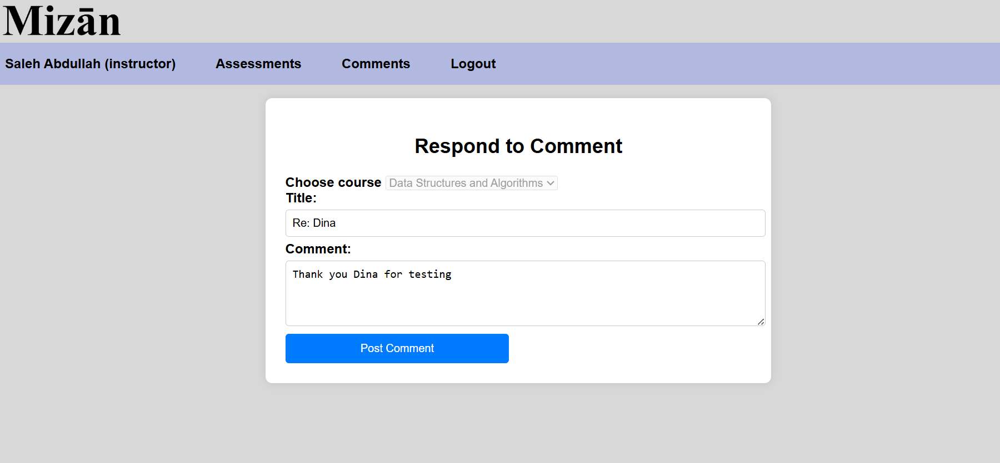 Mizān
Saleh Abdullah (instructor) Assessments Comments Logout
Respond to Comment
Choose course Data Structures and Algorithms
Title:
Re: Dina
Comment:
Thank you Dina for testing
Post Comment